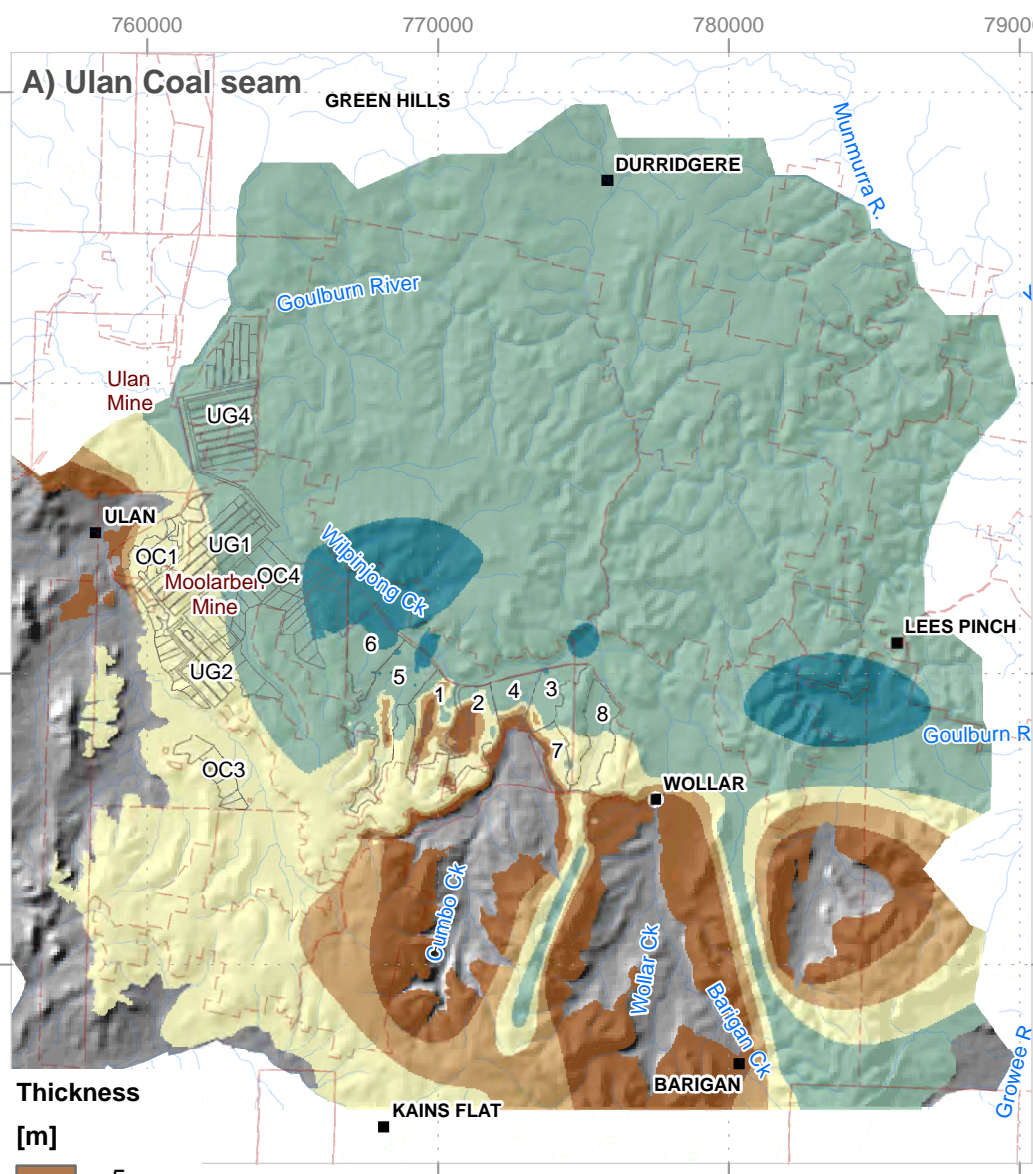 760000
770000
780000
7900
A) Ulan Coal seam
GREEN HILLS
DURRIDGERE
Munmurra R.
Goulburn River
Ulan
Mine
UG4
ULAN
OC1
UG1
Wilpinjong Ck
Moolarben
Mine
OC4
LEES PINCH
6
UG2
5
1
2
4
3
8
Goulburn R
7
OC3
WOLLAR
Cumbo Ck
Wollar Ck
Barigan Ck
Growee R
BARIGAN
Thickness
[m]
KAINS FLAT